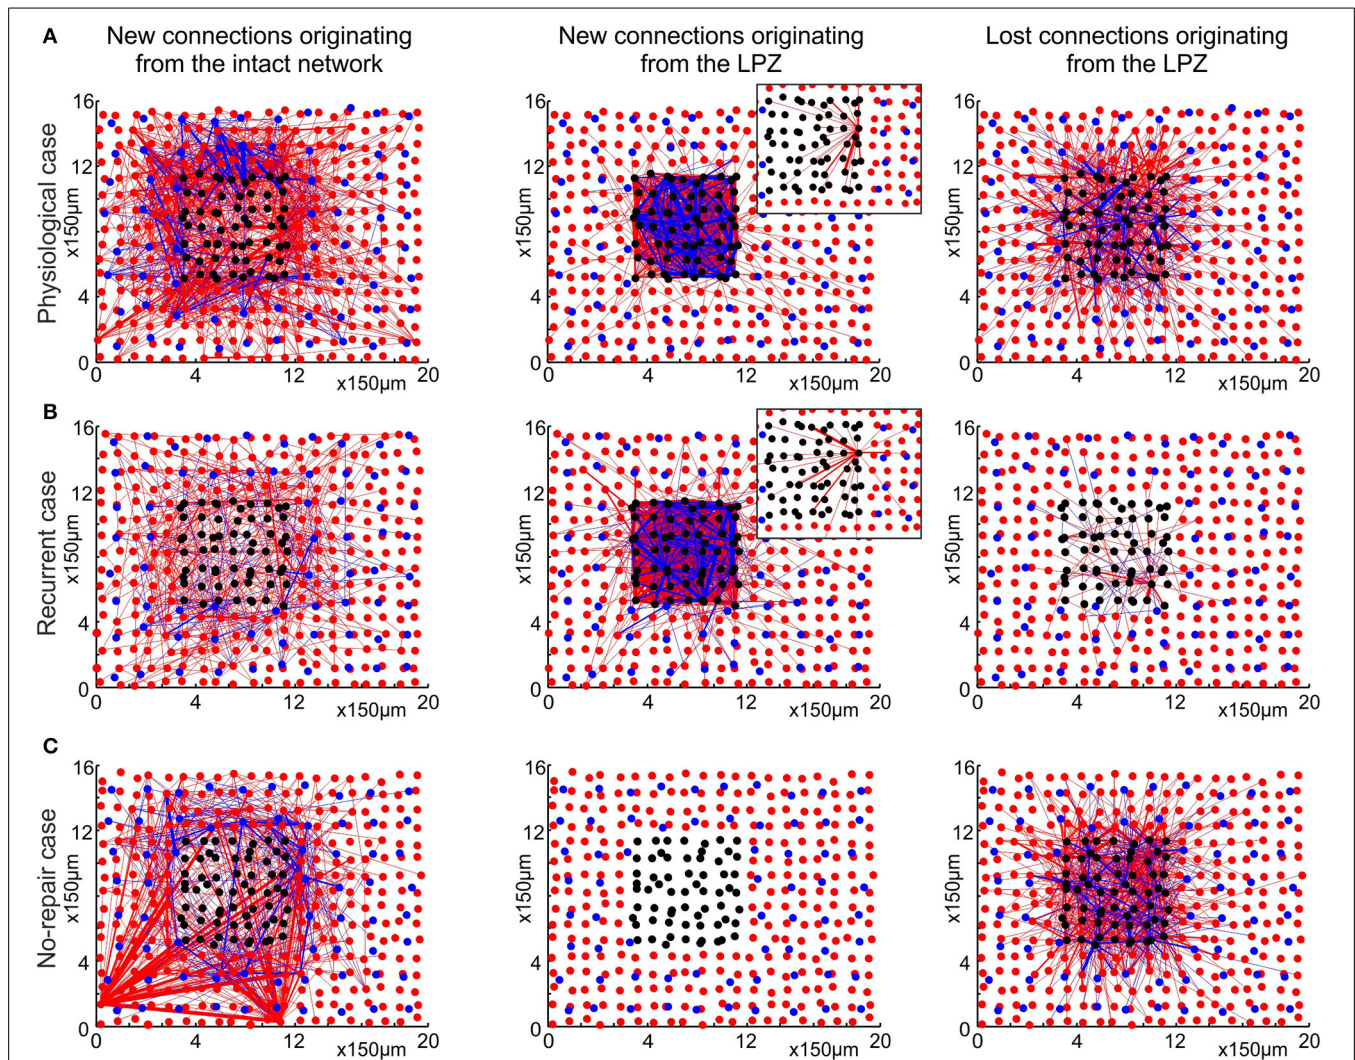 A
New connections originating
from the intact network
New connections originating
from the LPZ
Lost connections originating
from the LPZ
Physiological case
x150µm
16
12
4
0
0
4
12
20
x150µm
x150µm
16
12
4
0
0
4
12
20
x150µm
x150µm
16
12
4
0
0
4
12
20
x150µm
B
Recurrent case
x150µm
16
12
4
0
0
4
12
20
x150µm
x150µm
16
12
4
0
0
4
12
20
x150µm
x150µm
16
12
4
0
0
4
12
20
x150µm
C
No-repair case
x150µm
16
12
4
0
0
4
12
20
x150µm
x150µm
16
12
4
0
0
4
12
20
x150µm
x150µm
16
12
4
0
0
4
12
20
x150µm